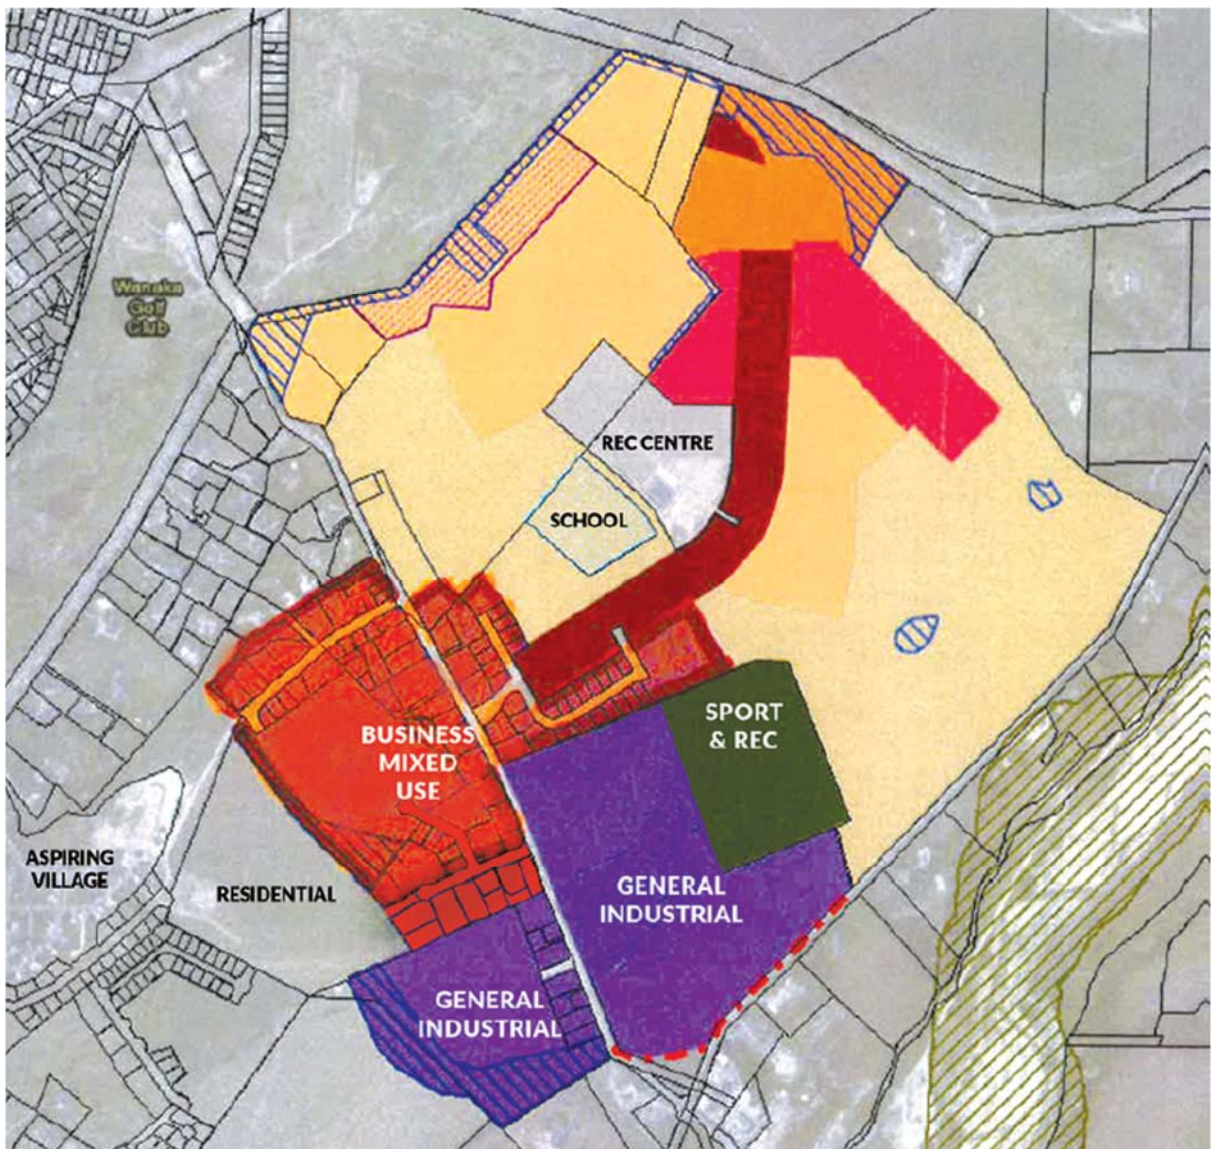 Wanaka
Golf
Club
REC CENTRE
SCHOOL
SPORT
& REC
BUSINESS
MIXED
USE
ASPIRING
VILLAGE
RESIDENTIAL
GENERAL
INDUSTRIAL
GENERAL
INDUSTRIAL